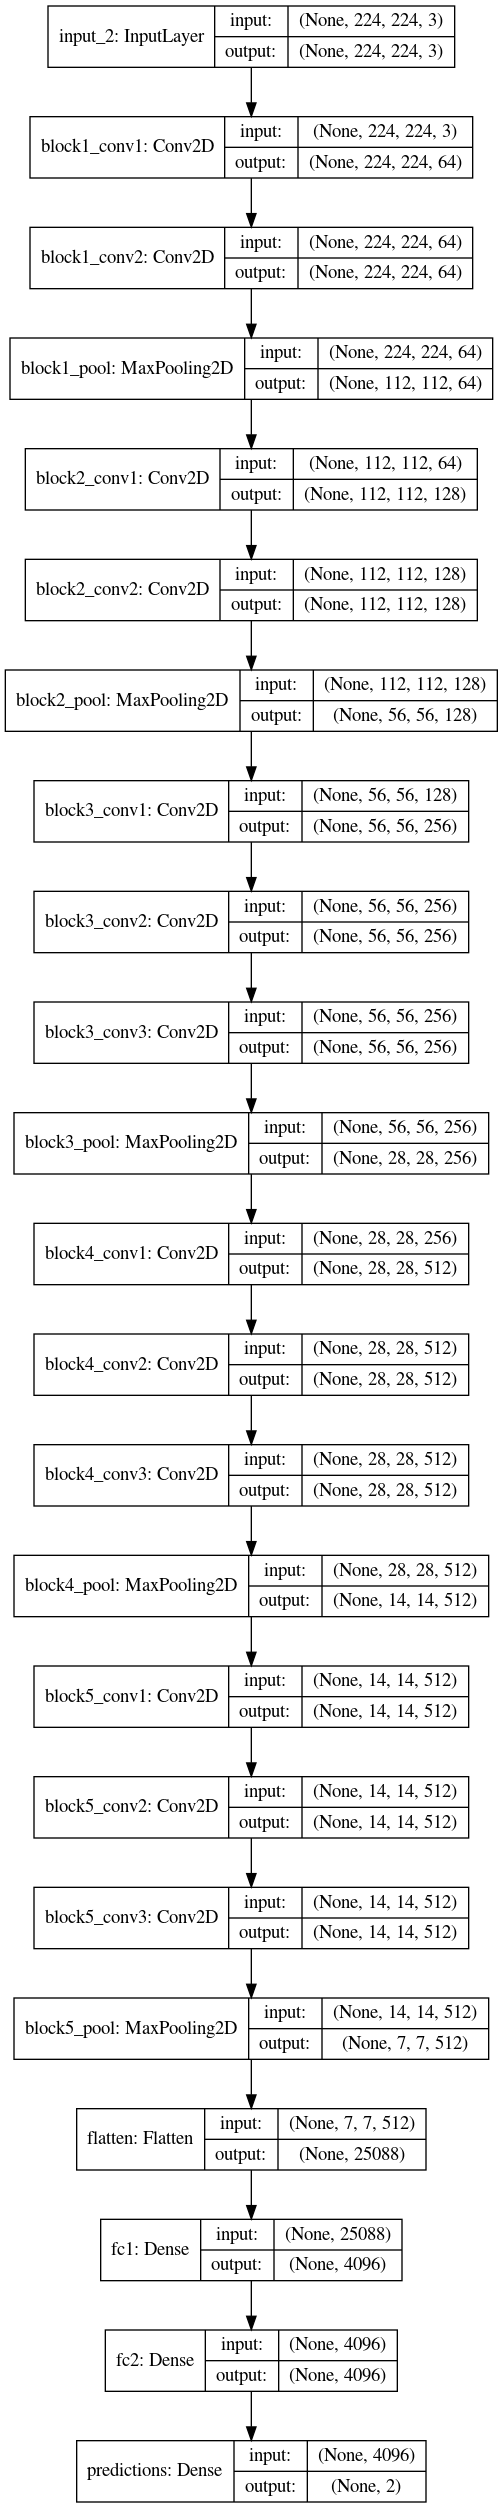 input_2: InputLayer
input: (None, 224, 224, 3)
output: (None, 224, 224, 3)
block1_conv1: Conv2D
input: (None, 224, 224, 3)
output: (None, 224, 224, 64)
block1_conv2: Conv2D
input: (None, 224, 224, 64)
output: (None, 224, 224, 64)
block1_pool: MaxPooling2D
input: (None, 224, 224, 64)
output: (None, 112, 112, 64)
block2_conv1: Conv2D
input: (None, 112, 112, 64)
output: (None, 112, 112, 128)
block2_conv2: Conv2D
input: (None, 112, 112, 128)
output: (None, 112, 112, 128)
block2_pool: MaxPooling2D
input: (None, 112, 112, 128)
output: (None, 56, 56, 128)
block3_conv1: Conv2D
input: (None, 56, 56, 128)
output: (None, 56, 56, 256)
block3_conv2: Conv2D
input: (None, 56, 56, 256)
output: (None, 56, 56, 256)
block3_conv3: Conv2D
input: (None, 56, 56, 256)
output: (None, 56, 56, 256)
block3_pool: MaxPooling2D
input: (None, 56, 56, 256)
output: (None, 28, 28, 256)
block4_conv1: Conv2D
input: (None, 28, 28, 256)
output: (None, 28, 28, 512)
block4_conv2: Conv2D
input: (None, 28, 28, 512)
output: (None, 28, 28, 512)
block4_conv3: Conv2D
input: (None, 28, 28, 512)
output: (None, 28, 28, 512)
block4_pool: MaxPooling2D
input: (None, 28, 28, 512)
output: (None, 14, 14, 512)
block5_conv1: Conv2D
input: (None, 14, 14, 512)
output: (None, 14, 14, 512)
block5_conv2: Conv2D
input: (None, 14, 14, 512)
output: (None, 14, 14, 512)
block5_conv3: Conv2D
input: (None, 14, 14, 512)
output: (None, 14, 14, 512)
block5_pool: MaxPooling2D
input: (None, 14, 14, 512)
output: (None, 7, 7, 512)
flatten: Flatten
input: (None, 7, 7, 512)
output: (None, 25088)
fc1: Dense
input: (None, 25088)
output: (None, 4096)
fc2: Dense
input: (None, 4096)
output: (None, 4096)
predictions: Dense
input: (None, 4096)
output: (None, 2)